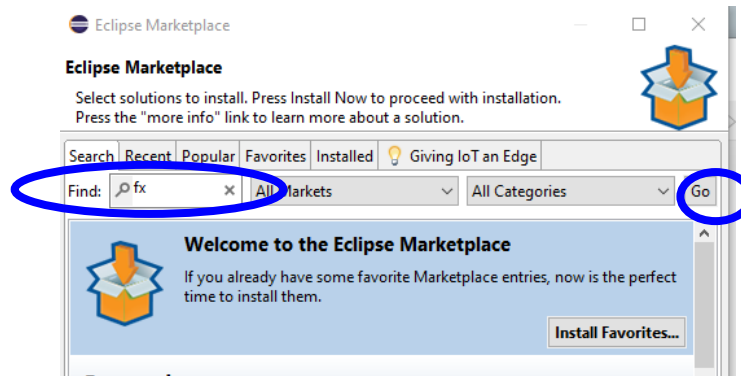 Eclipse Marketplace
Eclipse Marketplace
Select solutions to install. Press Install Now to proceed with installation.
Press the "more info" link to learn more about a solution.
Search Recent Popular Favorites Installed Giving IoT an Edge
Find: fx All Markets All Categories Go
Welcome to the Eclipse Marketplace
If you already have some favorite Marketplace entries, now is the perfect
time to install them.
Install Favorites...